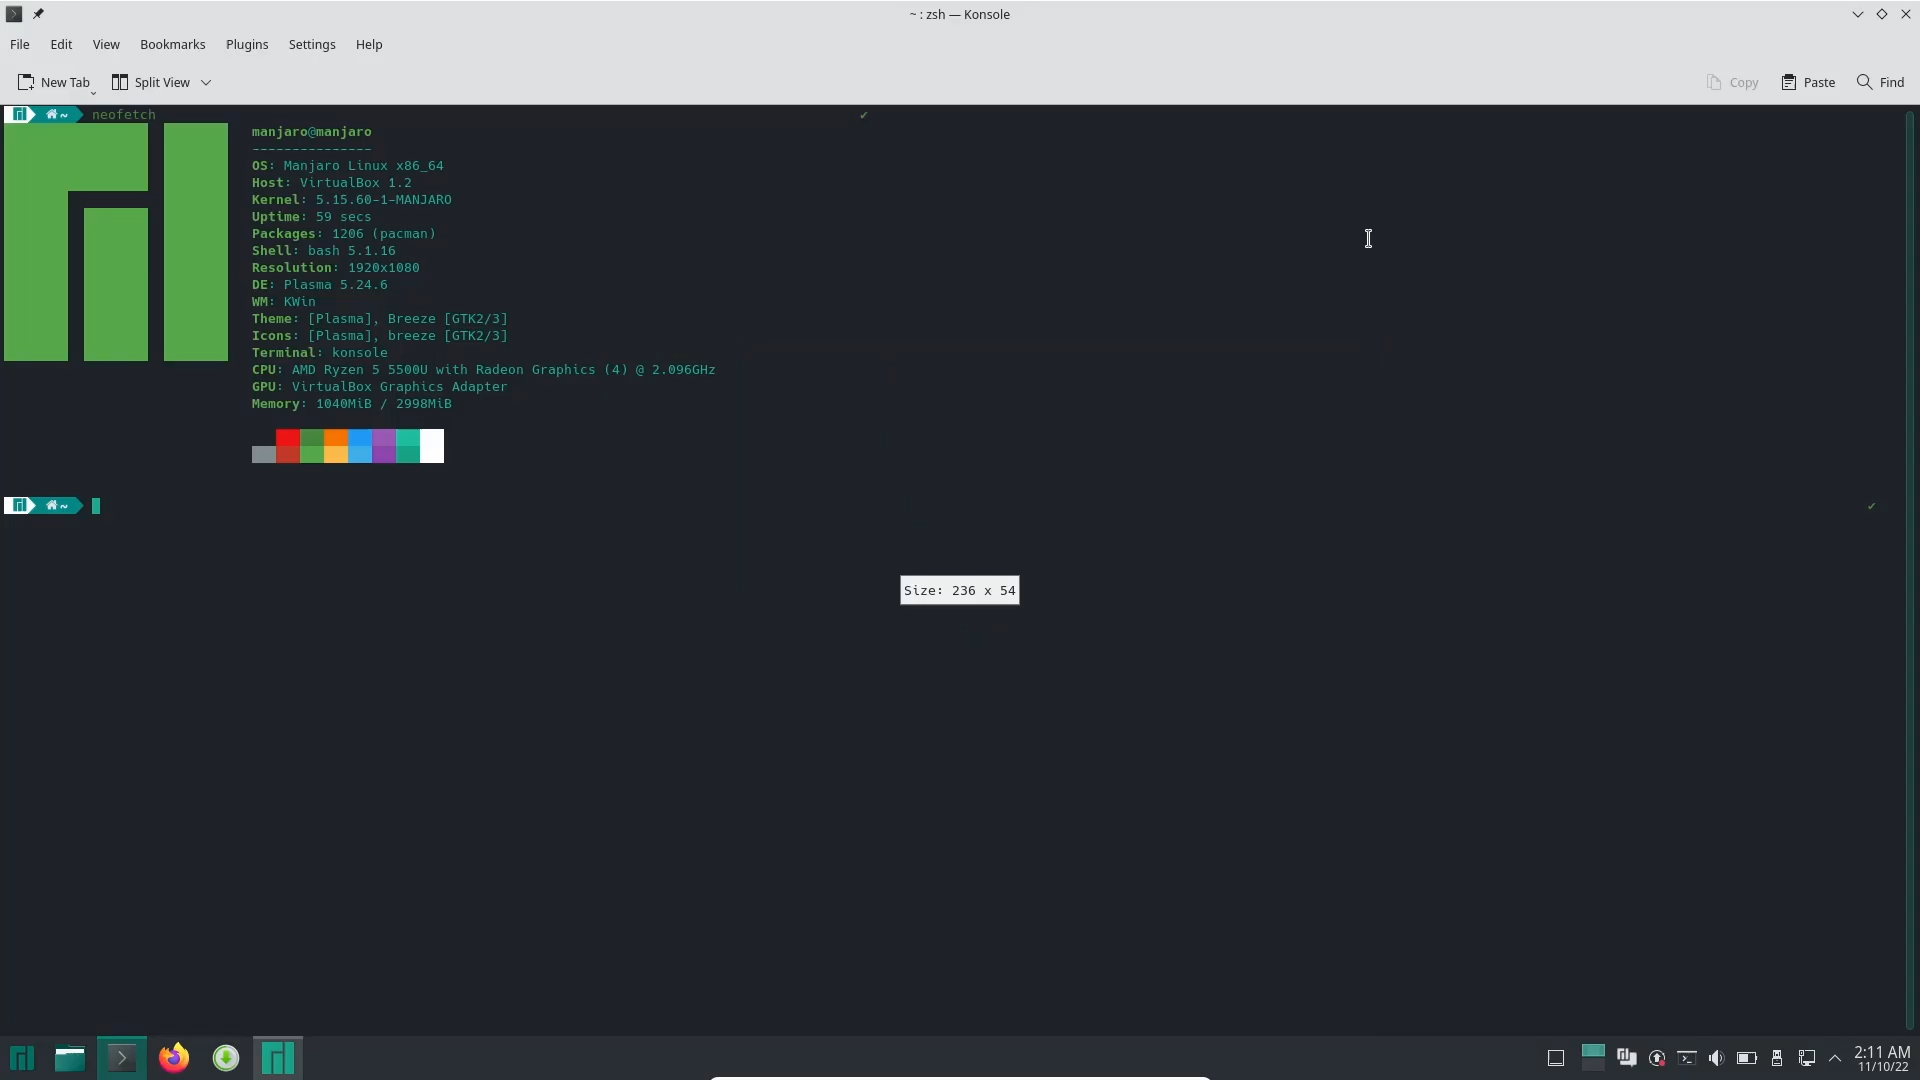 ~ : zsh — Konsole
File Edit View Bookmarks Plugins Settings Help
New Tab Split View Copy Paste Find
~ neofetch ✔
manjaro@manjaro
---------------
OS: Manjaro Linux x86_64
Host: VirtualBox 1.2
Kernel: 5.15.60-1-MANJARO
Uptime: 59 secs
Packages: 1206 (pacman)
Shell: bash 5.1.16
Resolution: 1920x1080
DE: Plasma 5.24.6
WM: KWin
Theme: [Plasma], Breeze [GTK2/3]
Icons: [Plasma], breeze [GTK2/3]
Terminal: konsole
CPU: AMD Ryzen 5 5500U with Radeon Graphics (4) @ 2.096GHz
GPU: VirtualBox Graphics Adapter
Memory: 1040MiB / 2998MiB
~ ✔
Size: 236 x 54
2:11 AM
11/10/22